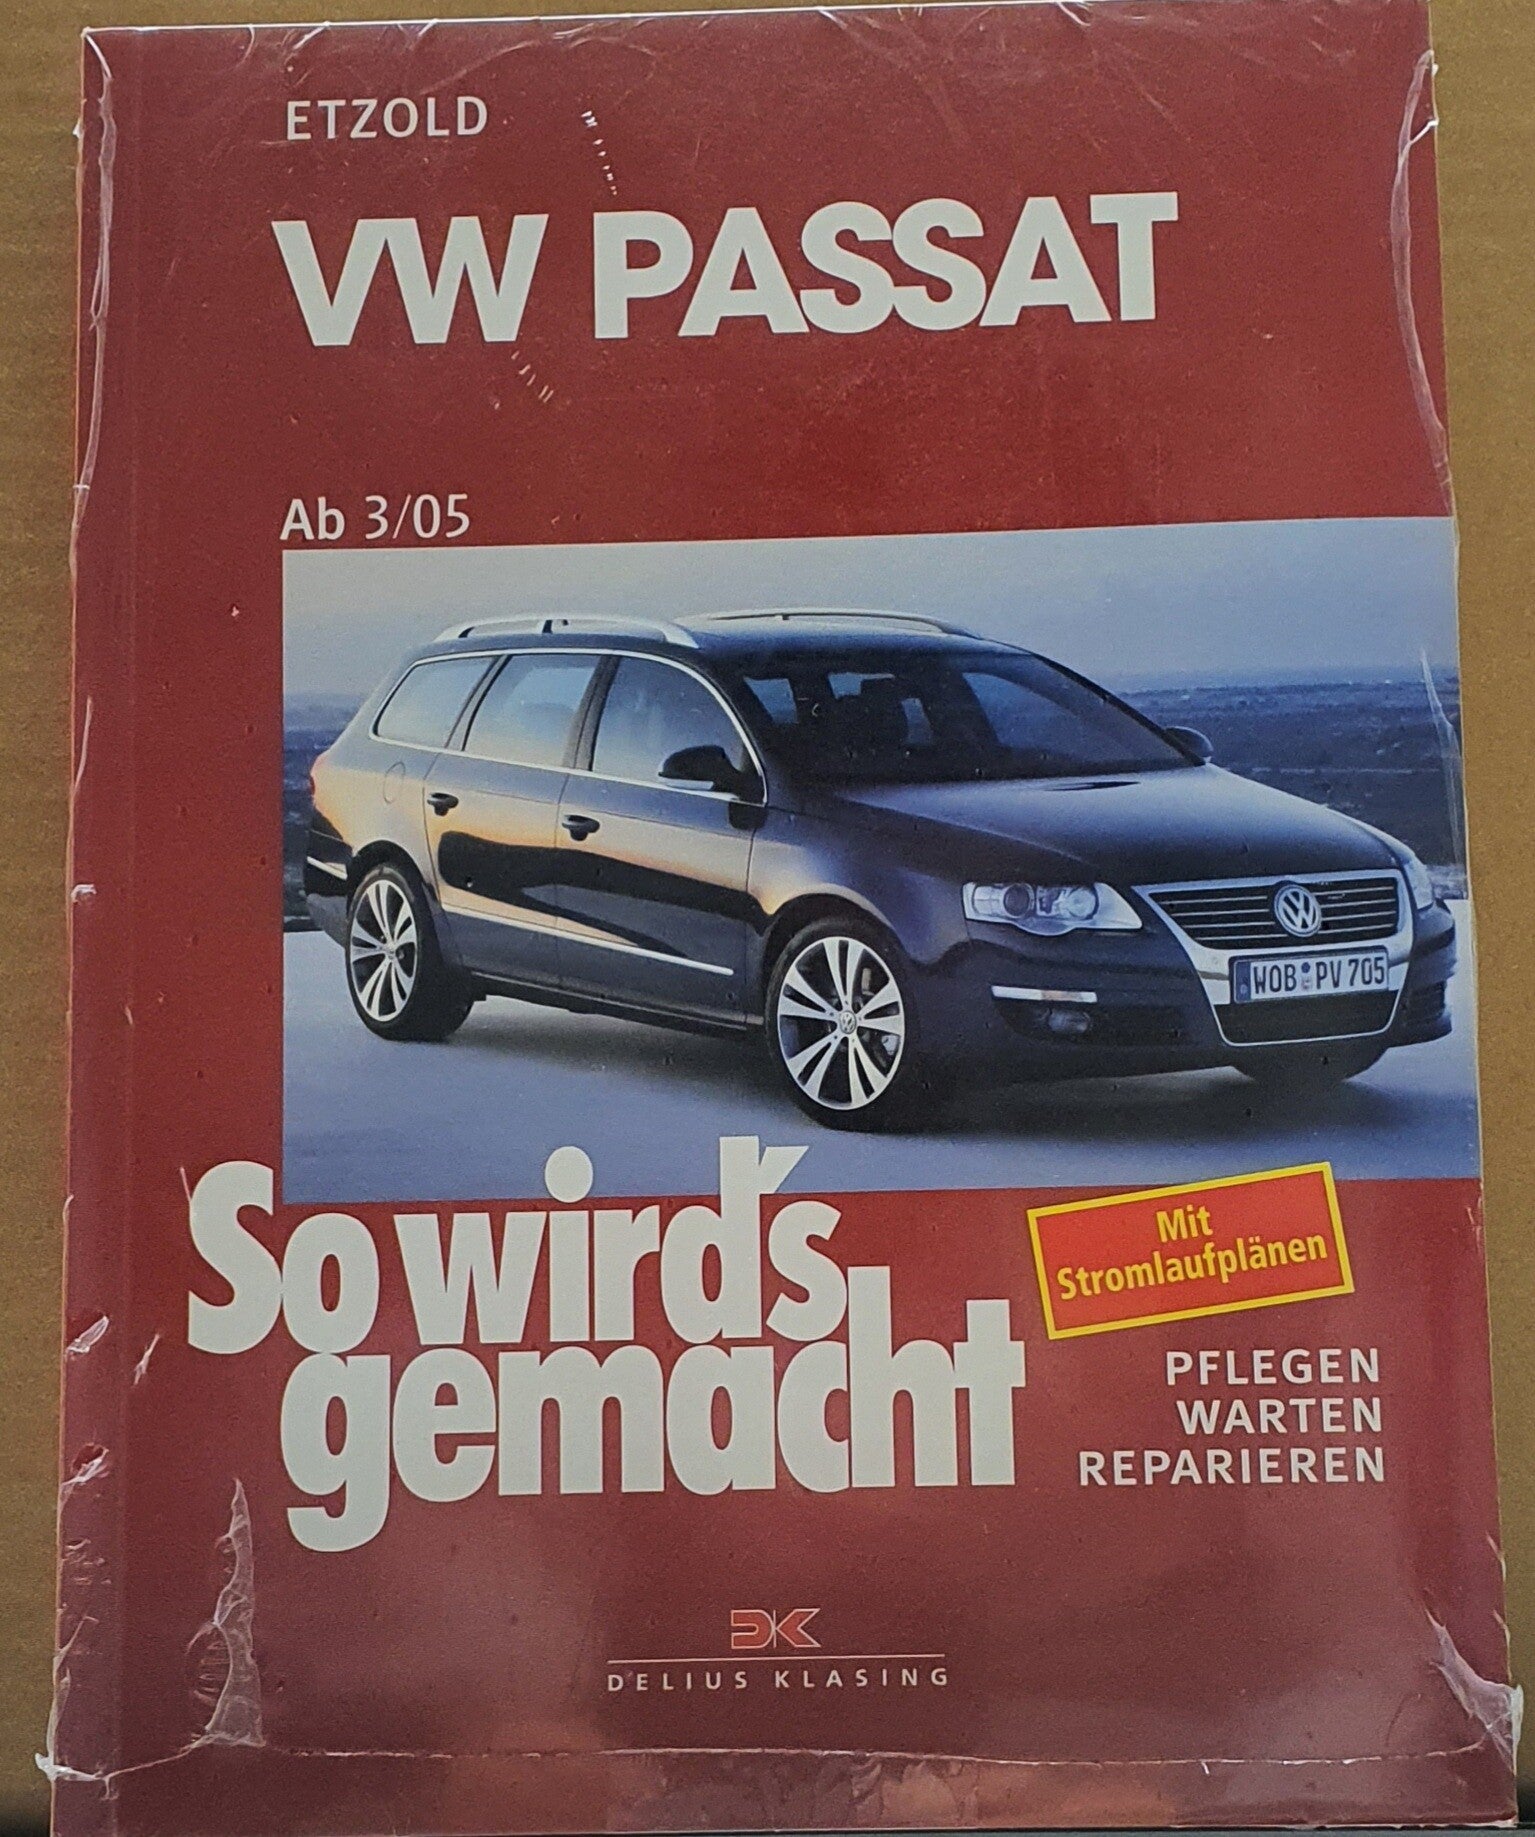 ETZOLD
VW PASSAT
Ab 3/05
WOB PV 705
So wird's
gemacht
Mit
Stromlaufplänen
PFLEGEN
WARTEN
REPARIEREN
DK
DELIUS KLASING